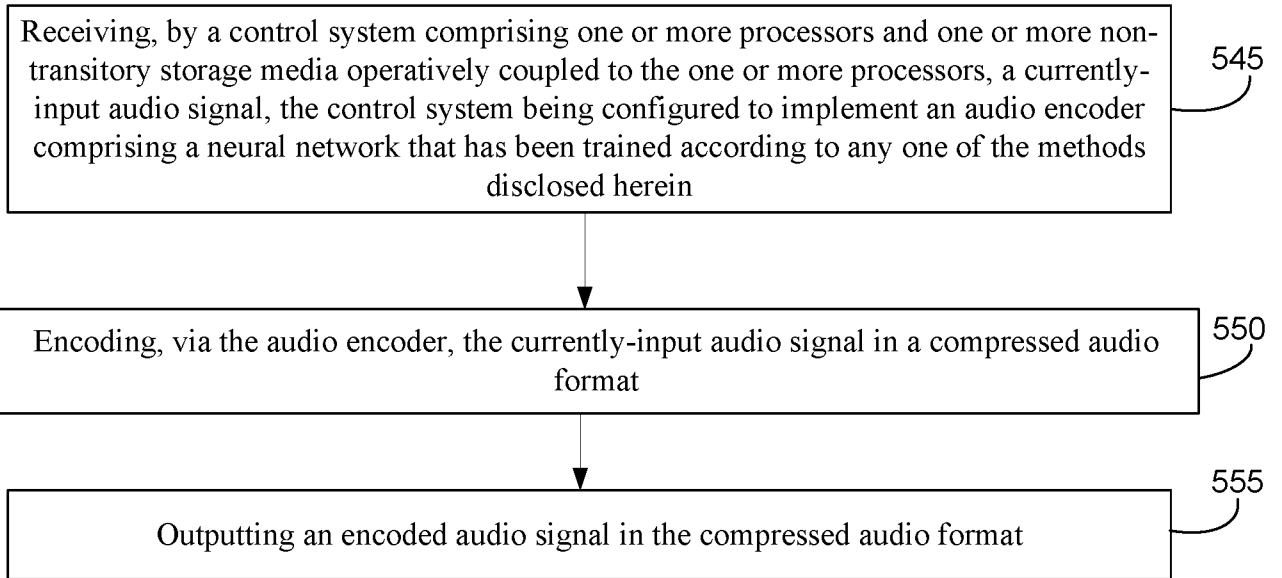 Receiving, by a control system comprising one or more processors and one or more non-
transitory storage media operatively coupled to the one or more processors, a currently-
input audio signal, the control system being configured to implement an audio encoder
comprising a neural network that has been trained according to any one of the methods
disclosed herein
545
Encoding, via the audio encoder, the currently-input audio signal in a compressed audio
format
550
Outputting an encoded audio signal in the compressed audio format
555